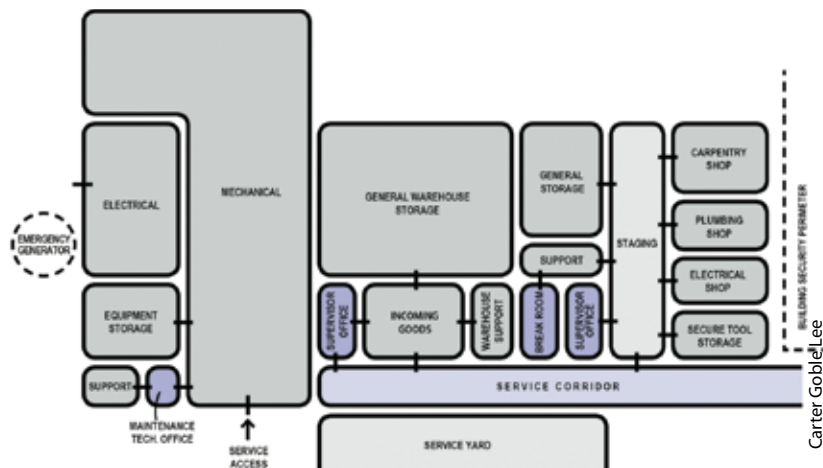 ELECTRICAL
MECHANICAL
EMERGENCY
GENERATOR
EQUIPMENT
STORAGE
SUPPORT
MAINTENANCE
TECH. OFFICE
SERVICE
ACCESS
GENERAL WAREHOUSE
STORAGE
SUPERVISOR
OFFICE
INCOMING
GOODS
WAREHOUSE
SUPPORT
GENERAL
STORAGE
SUPPORT
BREAK ROOM
SUPERVISOR
OFFICE
STAGING
CARPENTRY
SHOP
PLUMBING
SHOP
ELECTRICAL
SHOP
SECURE TOOL
STORAGE
SERVICE CORRIDOR
SERVICE YARD
BUILDING SECURITY PERIMETER
Carter Goble Lee